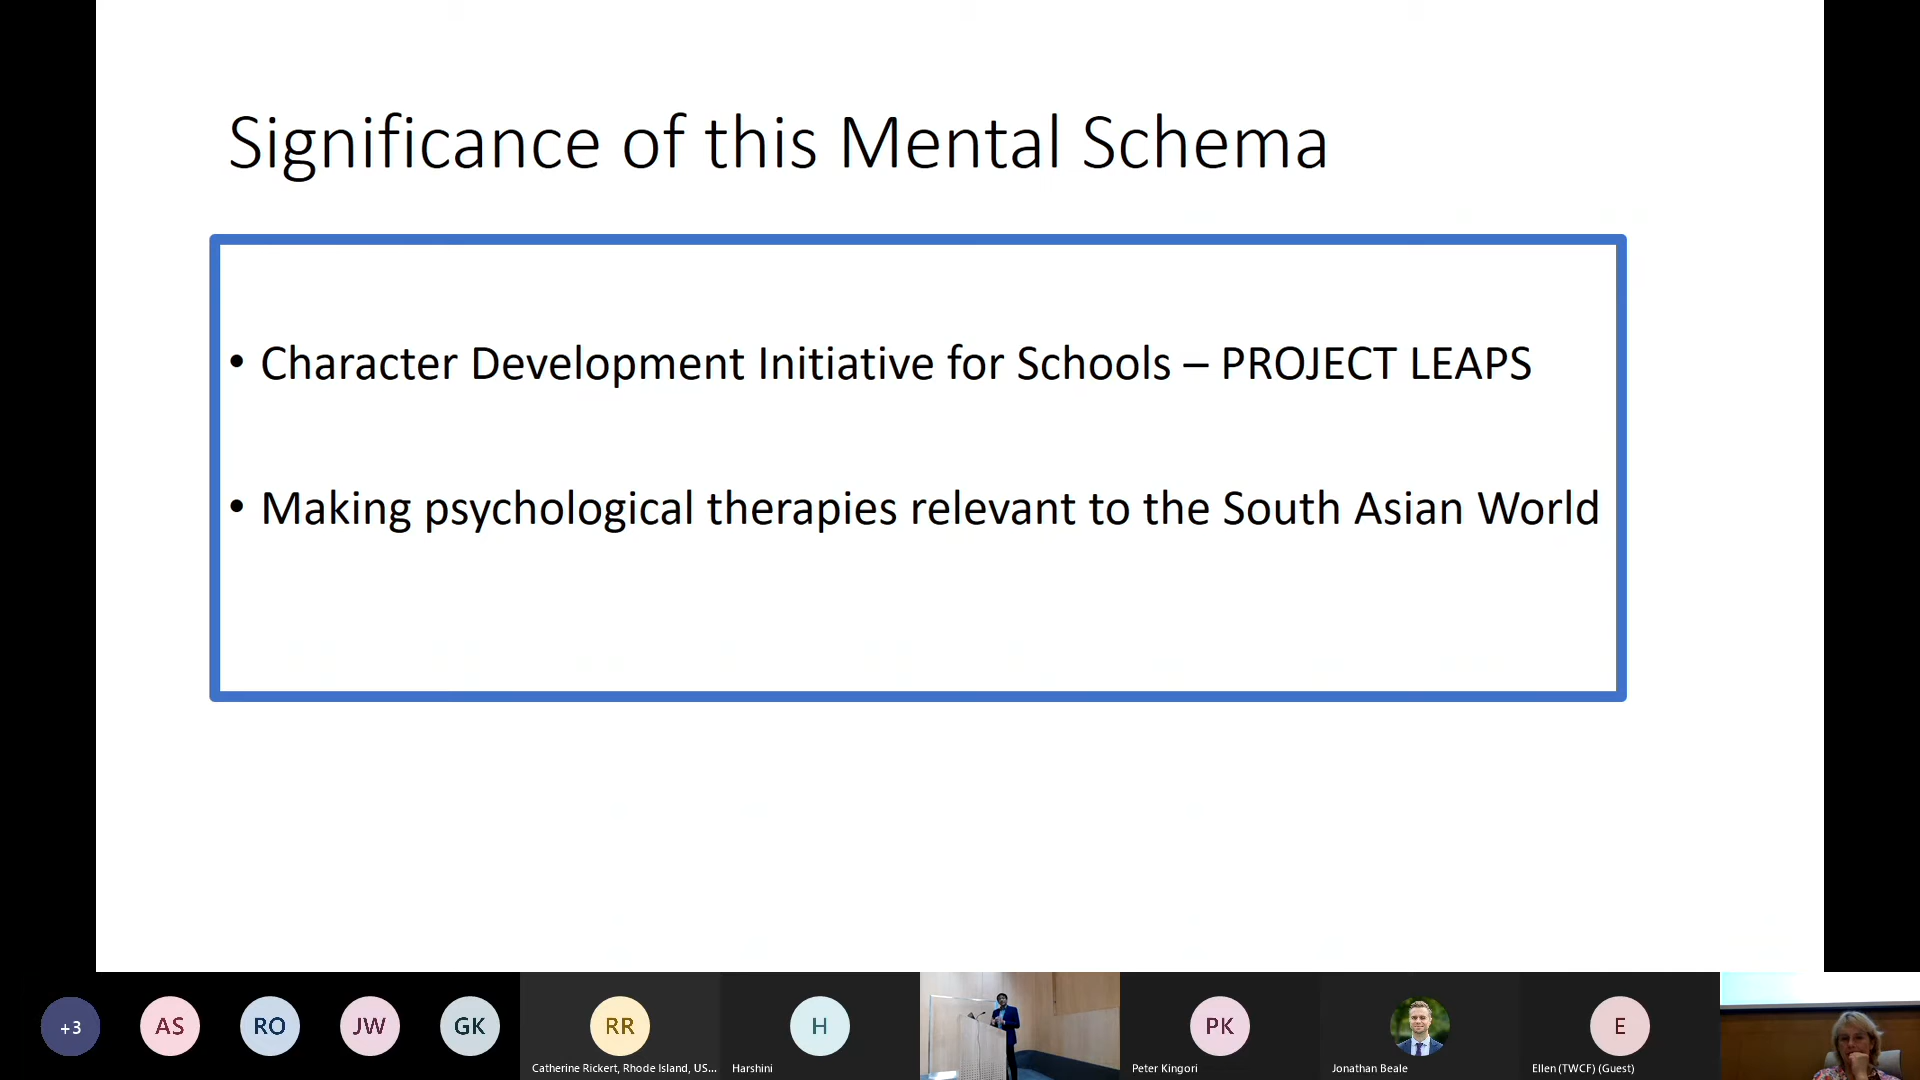 Significance of this Mental Schema
• Character Development Initiative for Schools – PROJECT LEAPS
• Making psychological therapies relevant to the South Asian World
+3
AS
RO
JW
GK
RR
Catherine Rickert, Rhode Island, US...
H
Harshini
PK
Peter Kingori
Jonathan Beale
E
Ellen (TWCF) (Guest)